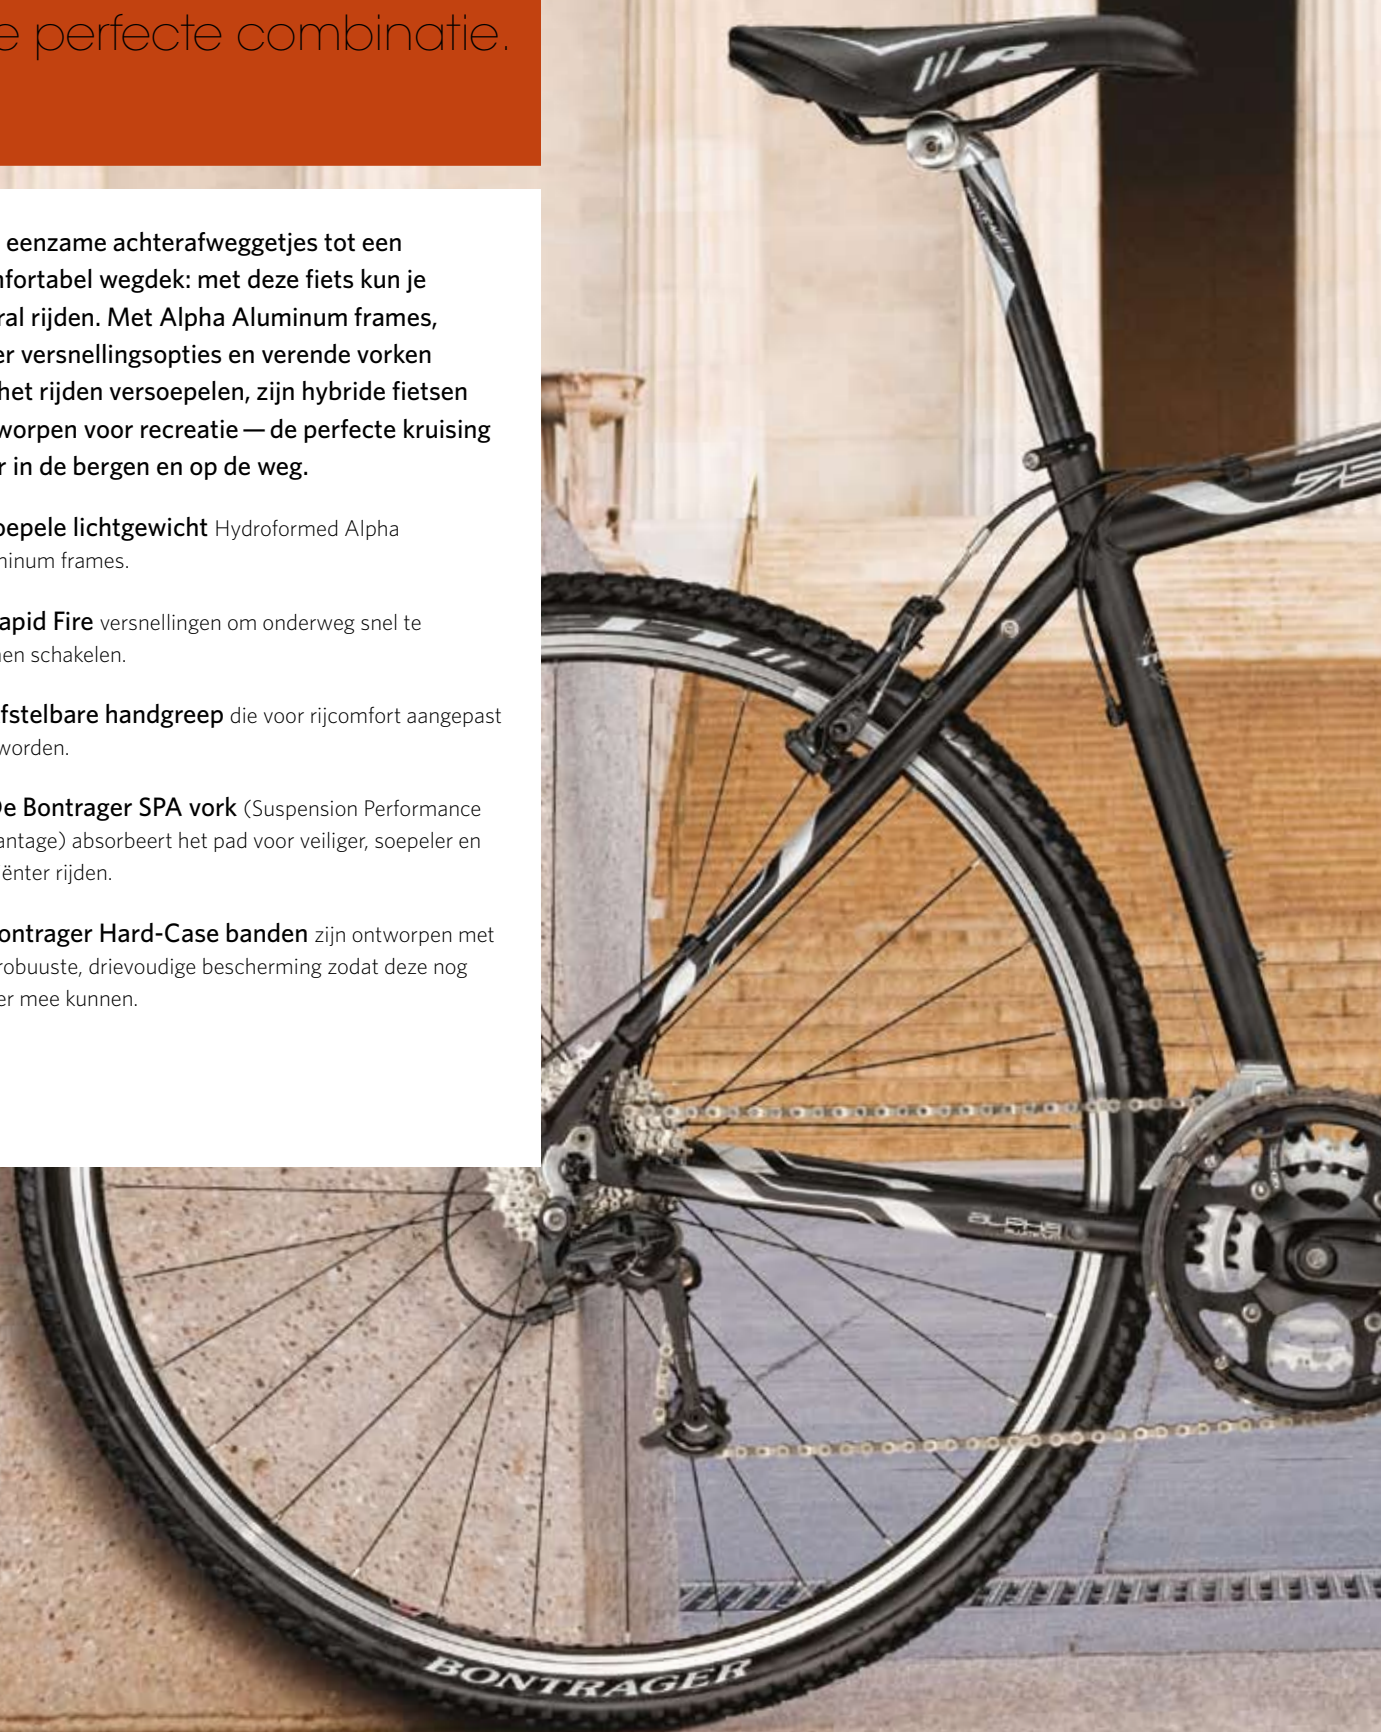 e perfecte combinatie.
eenzame achterafweggetjes tot een
nfortabel wegdek: met deze fiets kun je
ral rijden. Met Alpha Aluminum frames,
er versnellingsopties en verende vorken
het rijden versoepelen, zijn hybride fietsen
worpen voor recreatie — de perfecte kruising
r in de bergen en op de weg.
oepele lichtgewicht Hydroformed Alpha
minum frames.
apid Fire versnellingen om onderweg snel te
nen schakelen.
fstelbare handgreep die voor rijcomfort aangepast
worden.
De Bontrager SPA vork (Suspension Performance
antage) absorbeert het pad voor veiliger, soepeler en
iënter rijden.
ontrager Hard-Case banden zijn ontworpen met
robuuste, drievoudige bescherming zodat deze nog
er mee kunnen.
R
75
ALPHA
BONTRAGER